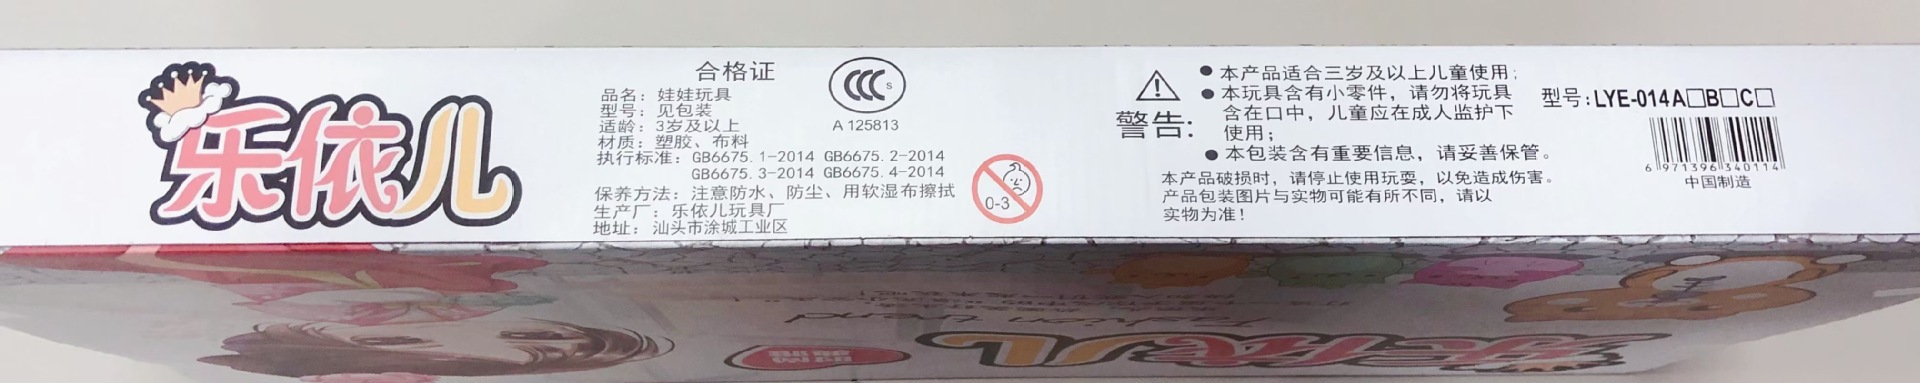 乐依儿
合格证
品名：娃娃玩具
型号：见包装
适龄：3岁及以上
材质：塑胶、布料
执行标准：GB6675.1-2014 GB6675.2-2014
GB6675.3-2014 GB6675.4-2014
保养方法：注意防水、防尘、用软湿布擦拭
生产厂：乐依儿玩具厂
地址：汕头市涂城工业区
CCC S
A 125813
0-3
警告:
●本产品适合三岁及以上儿童使用；
●本玩具含有小零件，请勿将玩具
含在口中，儿童应在成人监护下
使用；
●本包装含有重要信息，请妥善保管。
本产品破损时，请停止使用玩耍，以免造成伤害。
产品包装图片与实物可能有所不同，请以
实物为准！
型号:LYE-014A□B□C□
6 971396 340114
中国制造
乐依儿
Fashion trend